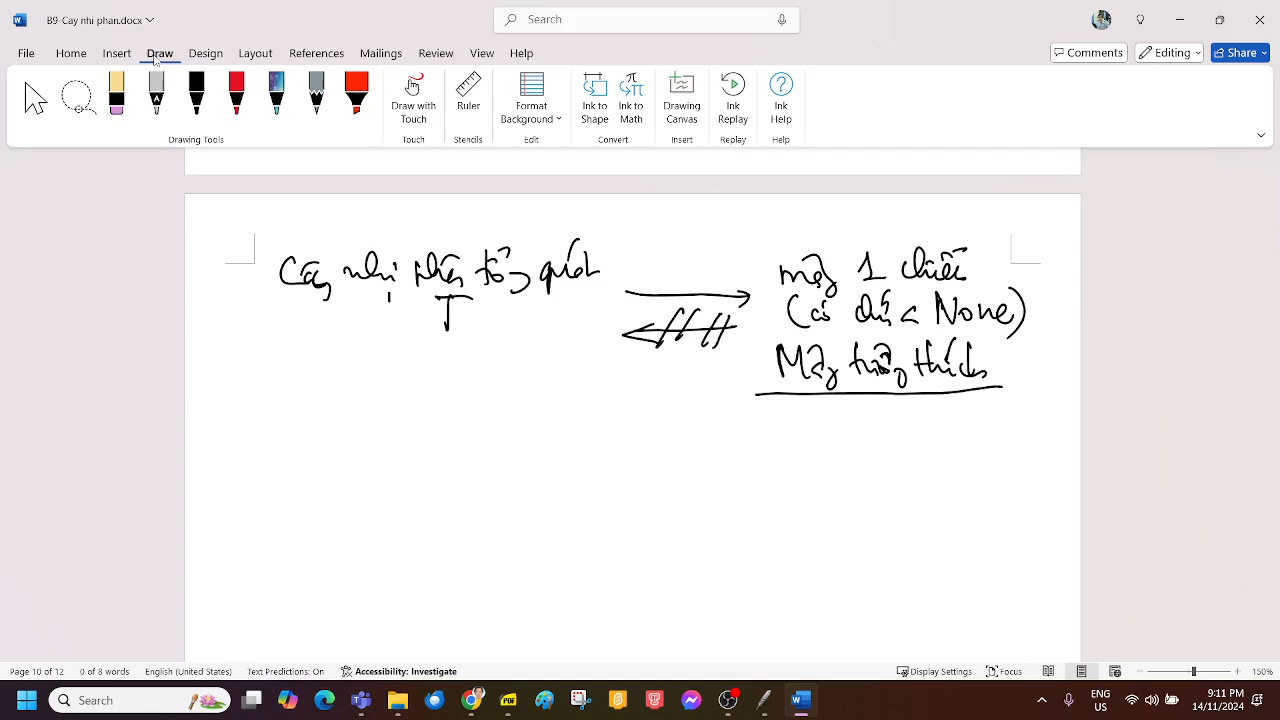 B9-Cay nhi phan.docx
Search
File Home Insert Draw Design Layout References Mailings Review View Help
Comments Editing Share
Draw with Touch
Ruler
Format Background
Ink to Shape
Ink to Math
Drawing Canvas
Ink Replay
Ink Help
Drawing Tools Touch Stencils Edit Convert Insert Replay Help
Cây nhị phân tổng quát
T
mảng 1 chiều
(có chứa None)
Mảng tương thích
Page 10 of 12 0 of 8 words English (United States) Text Predictions: On Accessibility: Investigate Display Settings Focus 150%
Search
PDF
ENG
US
9:11 PM
14/11/2024